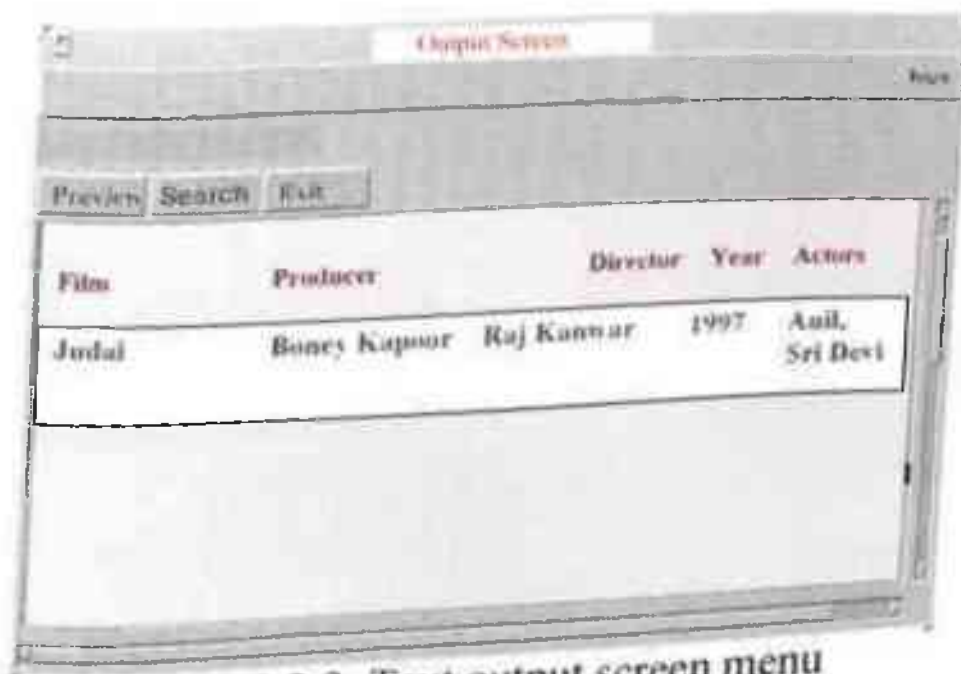 Output Screen
Preview Search Exit
Film Producer Director Year Actors
Judai Boney Kapoor Raj Kanwar 1997 Anil,
Sri Devi
Text output screen menu